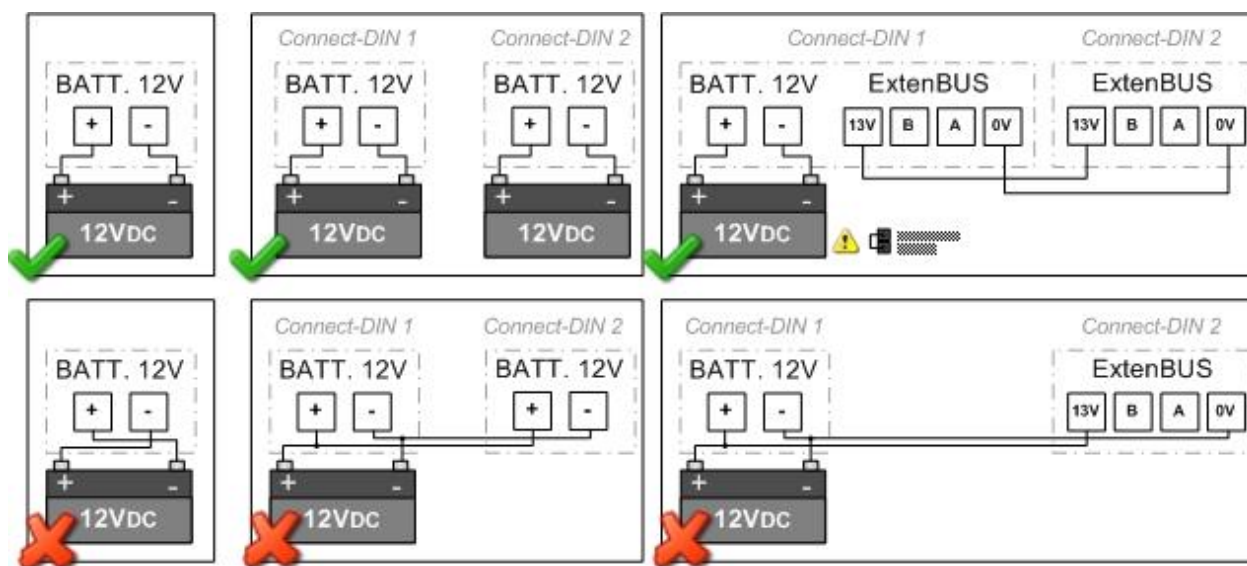 Connect-DIN 1 Connect-DIN 2 Connect-DIN 1 Connect-DIN 2
BATT. 12V BATT. 12V BATT. 12V BATT. 12V ExtenBUS ExtenBUS
+ - + - + - + - 13V B A 0V 13V B A 0V
+ - + - + - + -
12VDC 12VDC 12VDC 12VDC
Connect-DIN 1 Connect-DIN 2 Connect-DIN 1 Connect-DIN 2
BATT. 12V BATT. 12V BATT. 12V BATT. 12V ExtenBUS
+ - + - + - + - 13V B A 0V
+ - + - + -
12VDC 12VDC 12VDC